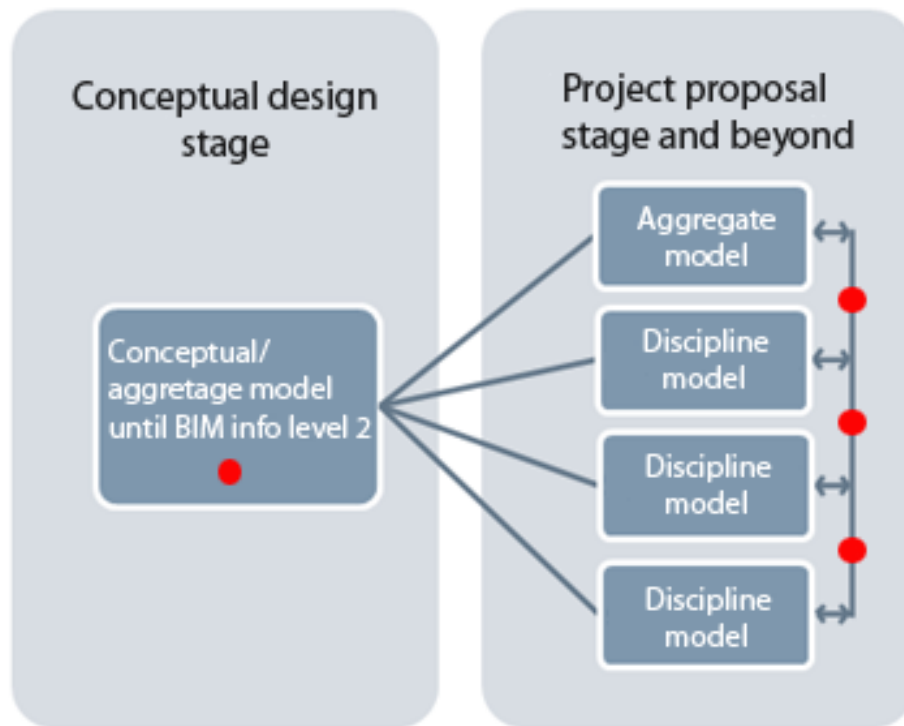 Conceptual design
stage
Conceptual/
aggretage model
until BIM info level 2
Project proposal
stage and beyond
Aggregate
model
Discipline
model
Discipline
model
Discipline
model